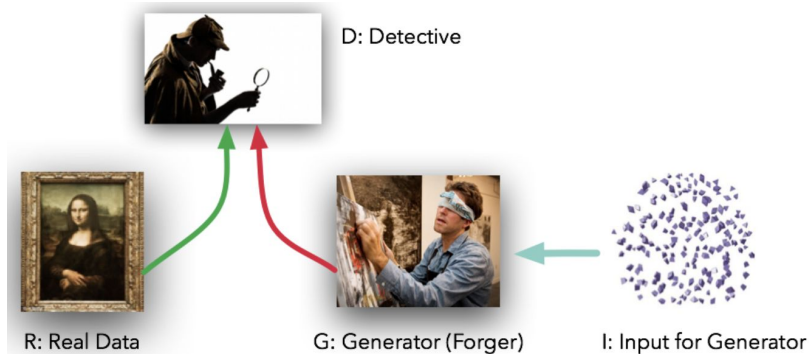 D: Detective
R: Real Data
G: Generator (Forger)
I: Input for Generator